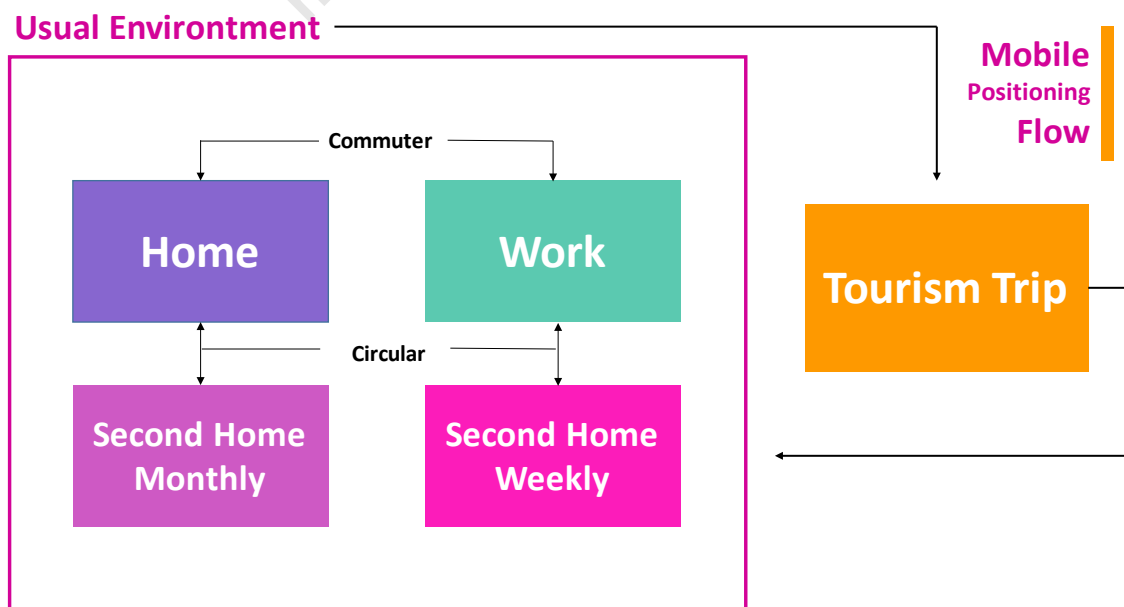 Usual Environtment
Mobile
Positioning
Flow
Commuter
Home
Work
Tourism Trip
Circular
Second Home
Monthly
Second Home
Weekly